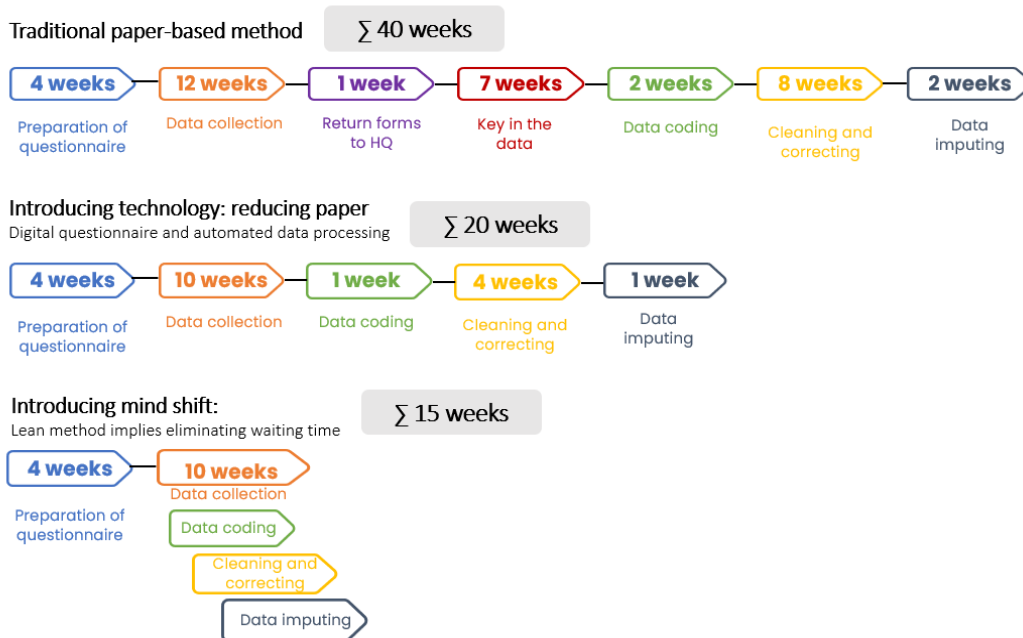 Traditional paper-based method
∑ 40 weeks
4 weeks
12 weeks
1 week
7 weeks
2 weeks
8 weeks
2 weeks
Preparation of
questionnaire
Data collection
Return forms
to HQ
Key in the
data
Data coding
Cleaning and
correcting
Data
imputing
Introducing technology: reducing paper
Digital questionnaire and automated data processing
∑ 20 weeks
4 weeks
10 weeks
1 week
4 weeks
1 week
Preparation of
questionnaire
Data collection
Data coding
Cleaning and
correcting
Data
imputing
Introducing mind shift:
Lean method implies eliminating waiting time
∑ 15 weeks
4 weeks
10 weeks
Preparation of
questionnaire
Data collection
Data coding
Cleaning and
correcting
Data imputing